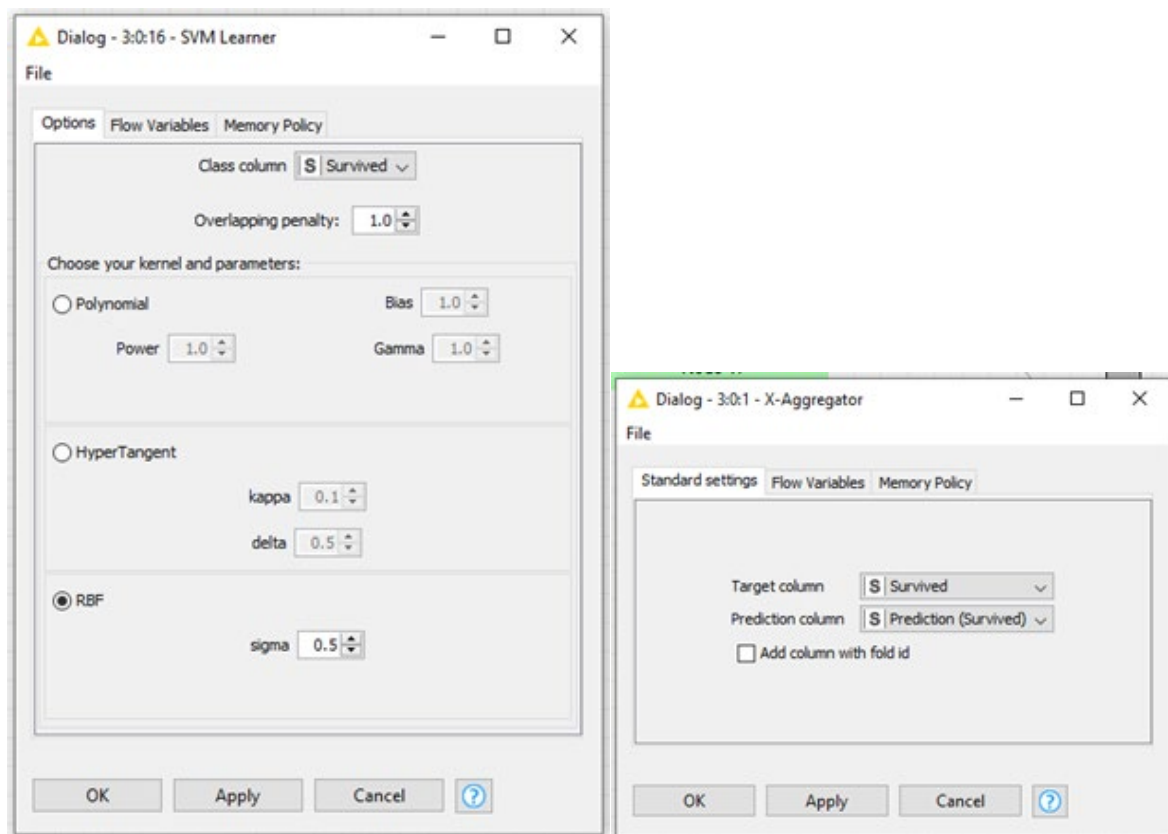 Dialog - 3:0:16 - SVM Learner
File
Options Flow Variables Memory Policy
Class column S Survived
Overlapping penalty: 1.0
Choose your kernel and parameters:
Polynomial Bias 1.0
Power 1.0 Gamma 1.0
HyperTangent
kappa 0.1
delta 0.5
RBF
sigma 0.5
OK Apply Cancel ?
Dialog - 3:0:1 - X-Aggregator
File
Standard settings Flow Variables Memory Policy
Target column S Survived
Prediction column S Prediction (Survived)
Add column with fold id
OK Apply Cancel ?